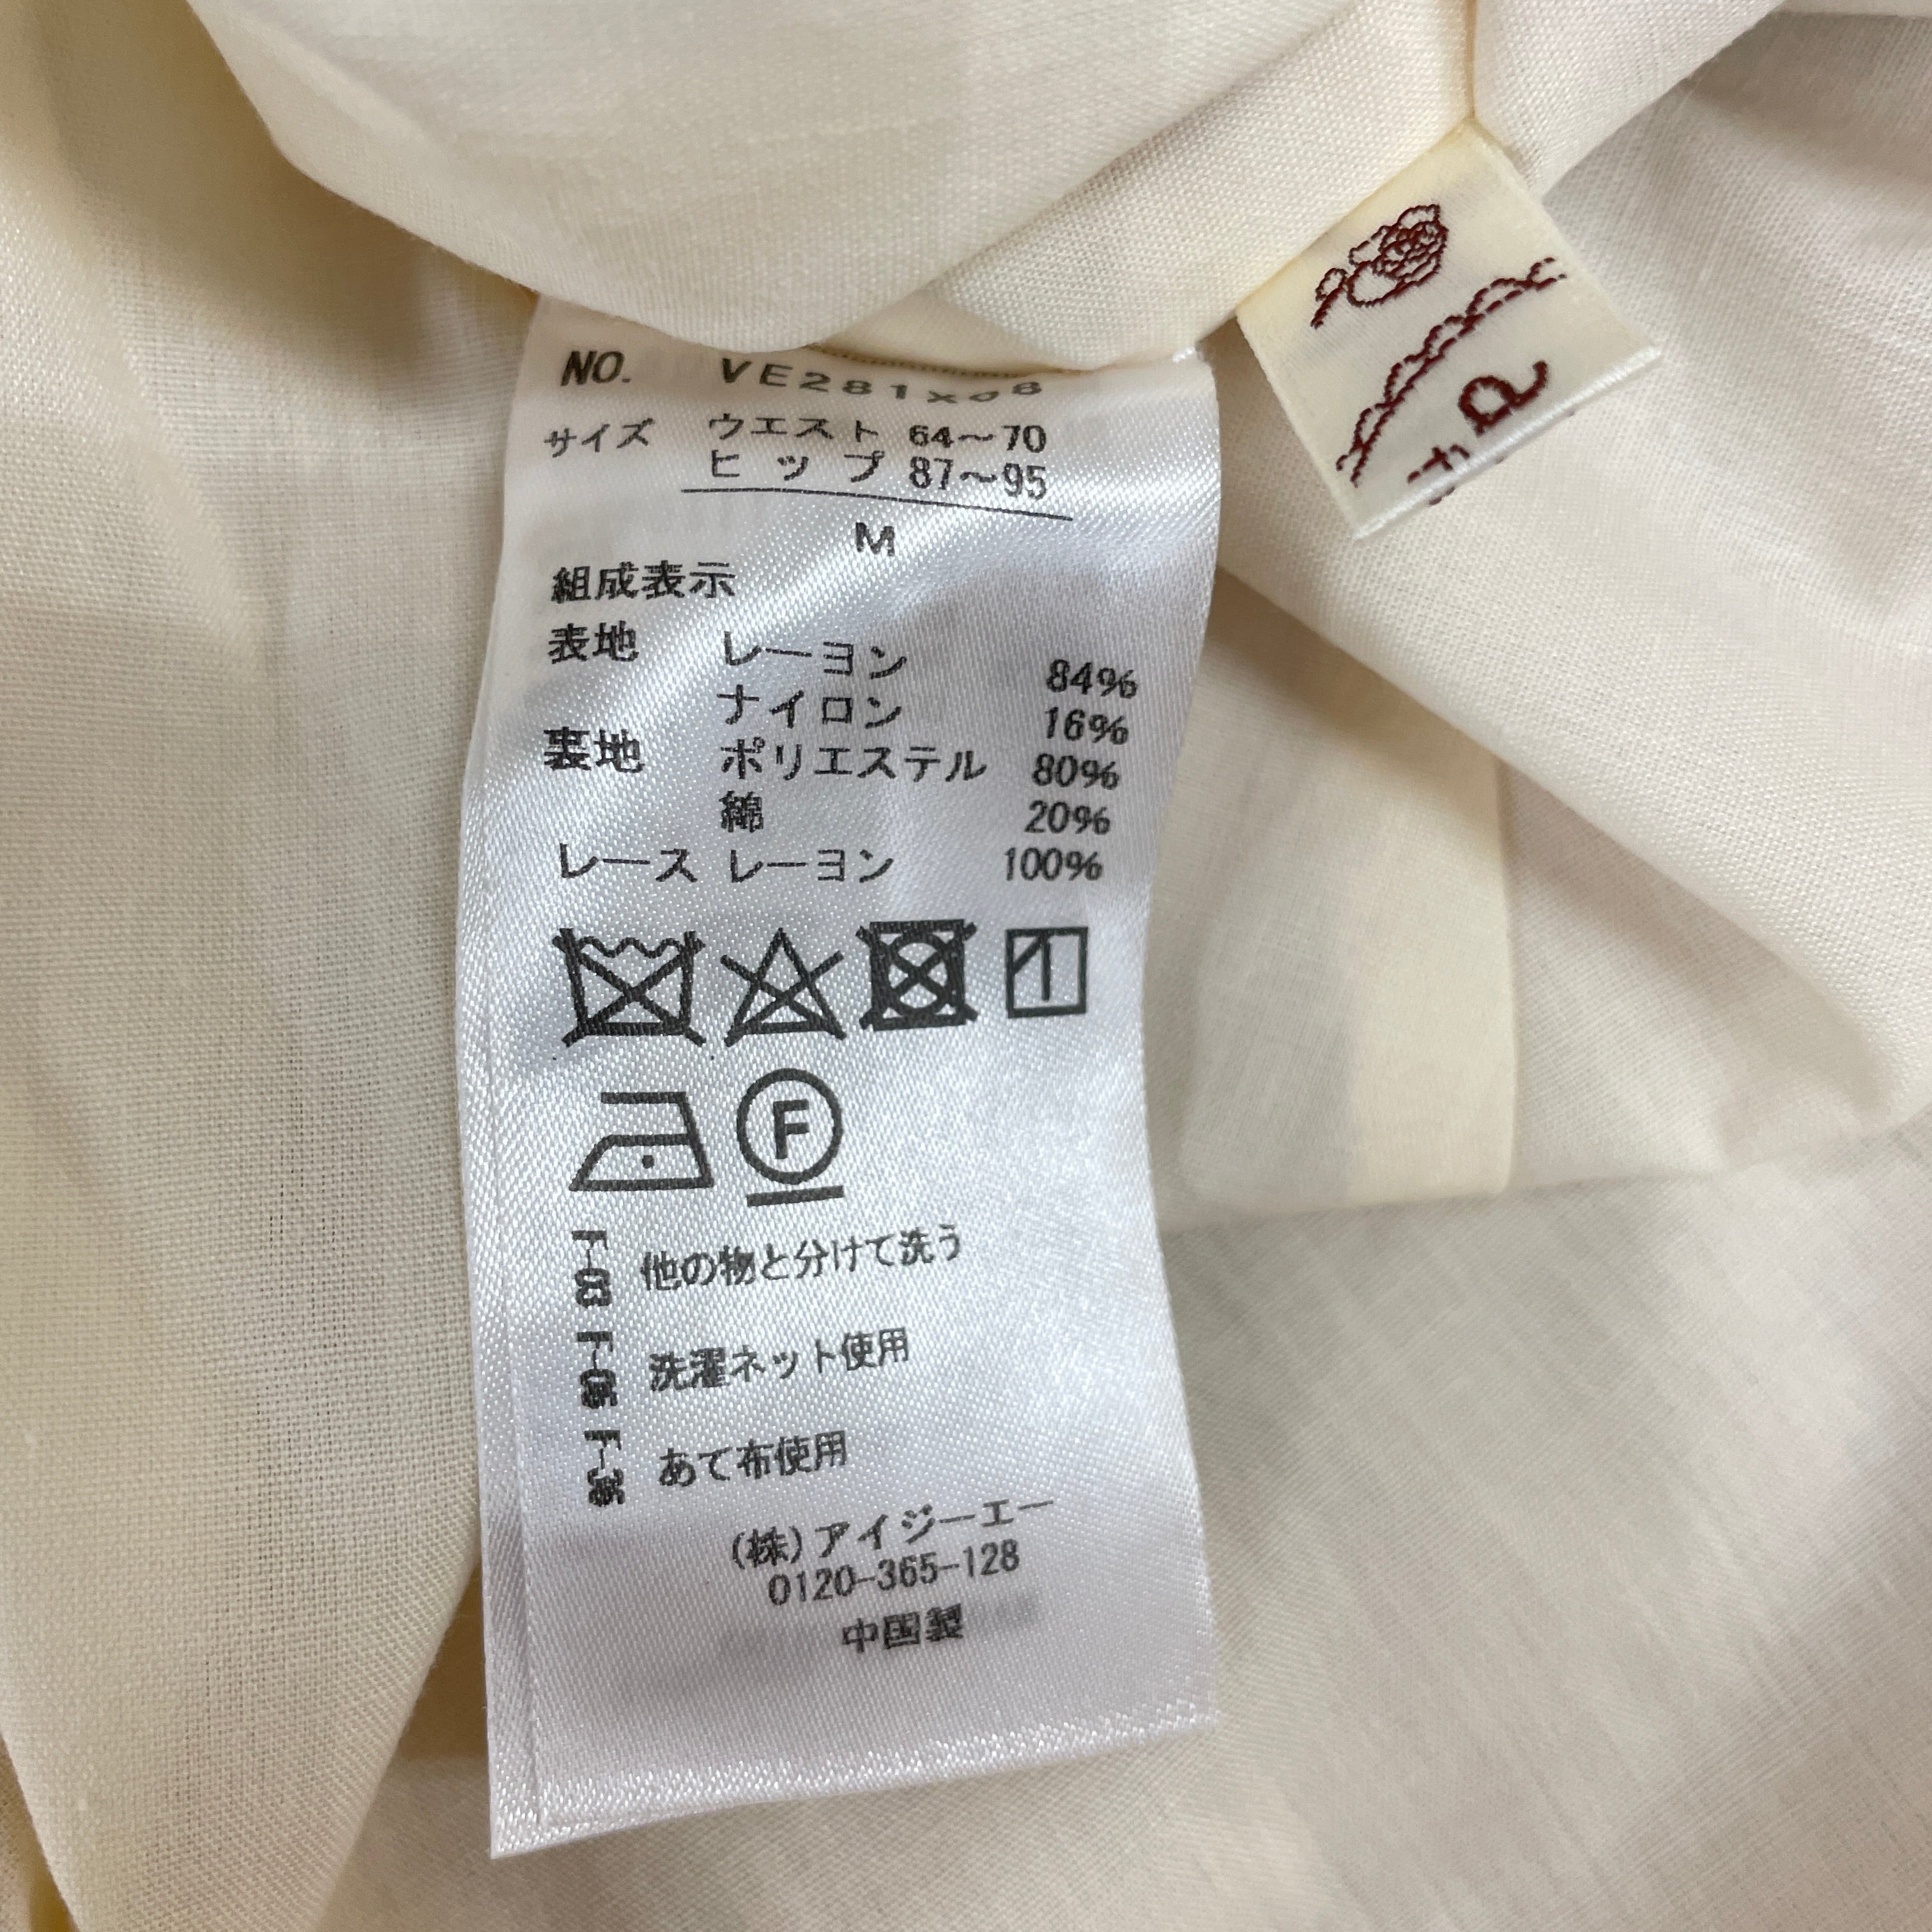 NO. VE281x08
サイズ ウエスト 64～70
ヒップ 87～95
M
組成表示
表地 レーヨン 84%
ナイロン 16%
裏地 ポリエステル 80%
綿 20%
レース レーヨン 100%
F
F-03 他の物と分けて洗う
F-05 洗濯ネット使用
F-36 あて布使用
(株)アイジーエー
0120-365-128
中国製